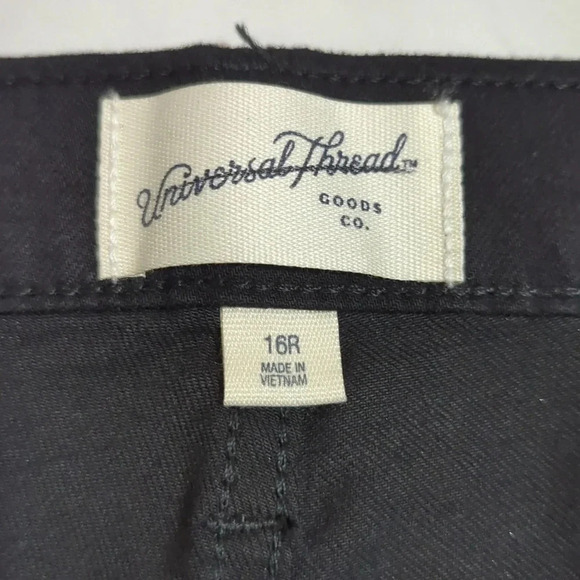 Universal Thread™
GOODS
CO.
16R
MADE IN
VIETNAM